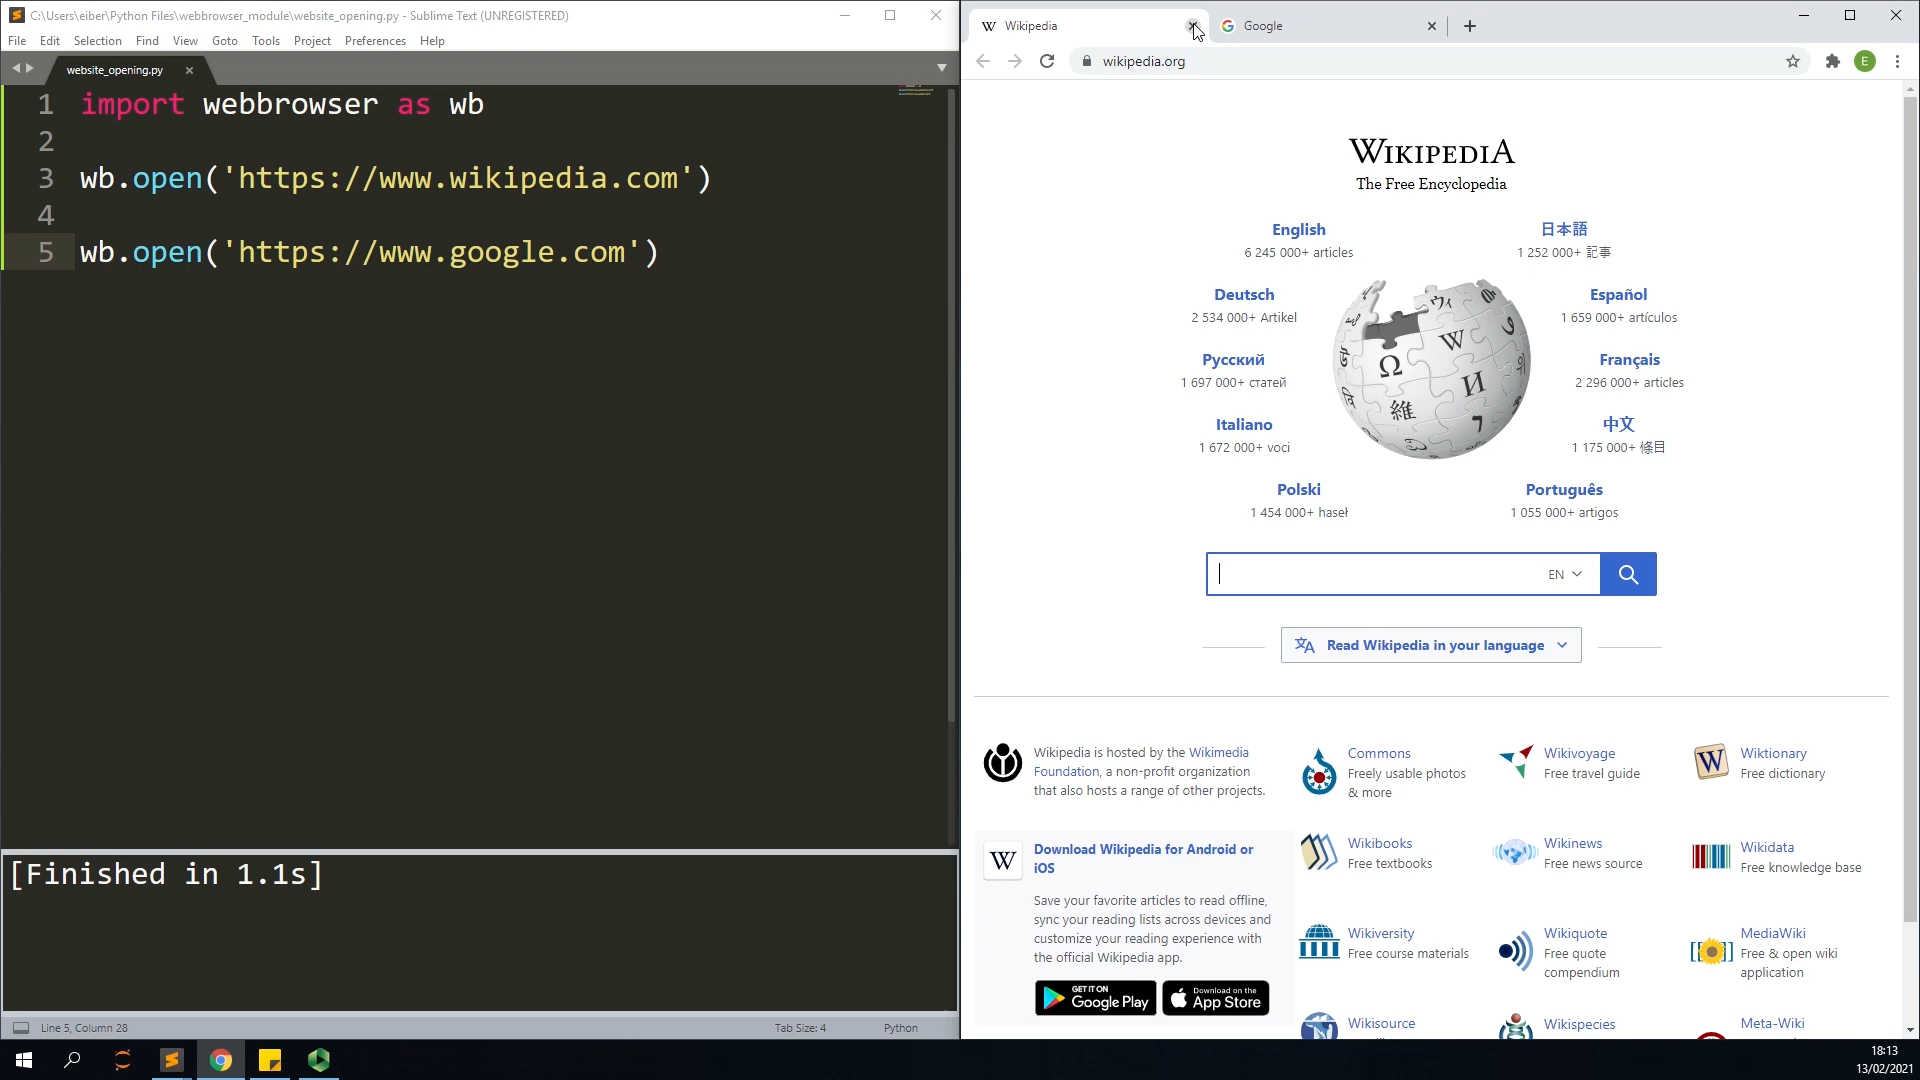 C:\Users\eiber\Python Files\webbrowser_module\website_opening.py - Sublime Text (UNREGISTERED)
File Edit Selection Find View Goto Tools Project Preferences Help
website_opening.py
1 import webbrowser as wb
2
3 wb.open('https://www.wikipedia.com')
4
5 wb.open('https://www.google.com')
[Finished in 1.1s]
Line 5, Column 28
Tab Size: 4
Python
Wikipedia
Google
wikipedia.org
E
WIKIPEDIA
The Free Encyclopedia
English
6 245 000+ articles
日本語
1 252 000+ 記事
Deutsch
2 534 000+ Artikel
Español
1 659 000+ artículos
Русский
1 697 000+ статей
Français
2 296 000+ articles
Italiano
1 672 000+ voci
中文
1 175 000+ 條目
Polski
1 454 000+ haseł
Português
1 055 000+ artigos
Ω
W
И
維
EN
Read Wikipedia in your language
Wikipedia is hosted by the Wikimedia
Foundation, a non-profit organization
that also hosts a range of other projects.
Commons
Freely usable photos
& more
Wikivoyage
Free travel guide
Wiktionary
Free dictionary
W
Download Wikipedia for Android or
iOS
Save your favorite articles to read offline,
sync your reading lists across devices and
customize your reading experience with
the official Wikipedia app.
GET IT ON
Google Play
Download on the
App Store
Wikibooks
Free textbooks
Wikinews
Free news source
Wikidata
Free knowledge base
Wikiversity
Free course materials
Wikiquote
Free quote
compendium
MediaWiki
Free & open wiki
application
Wikisource
Wikispecies
Meta-Wiki
18:13
13/02/2021